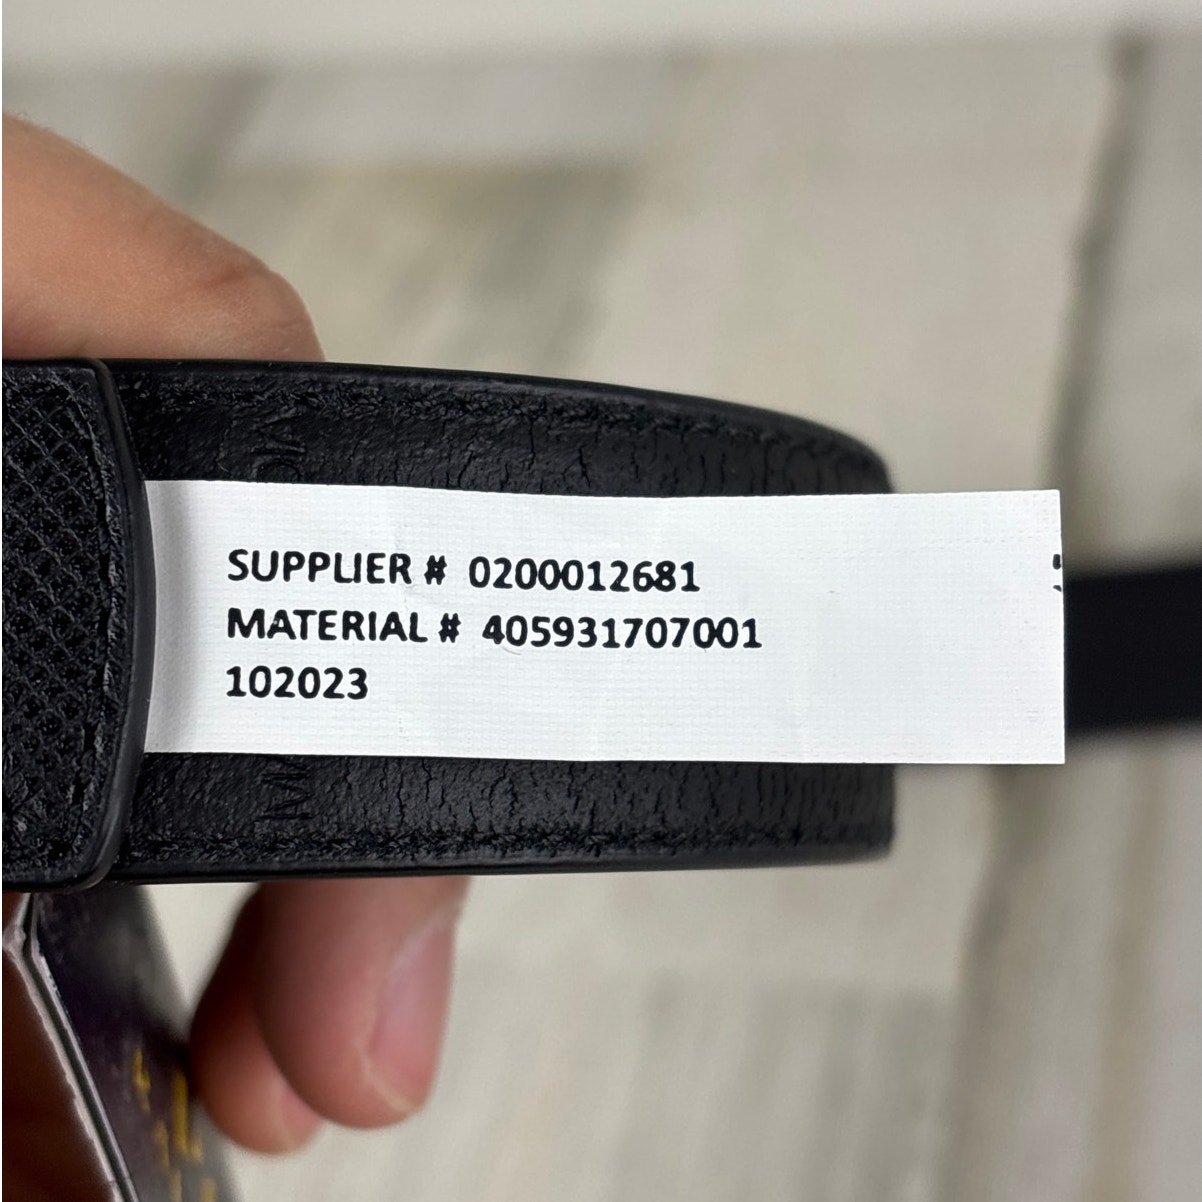 SUPPLIER # 0200012681
MATERIAL # 405931707001
102023